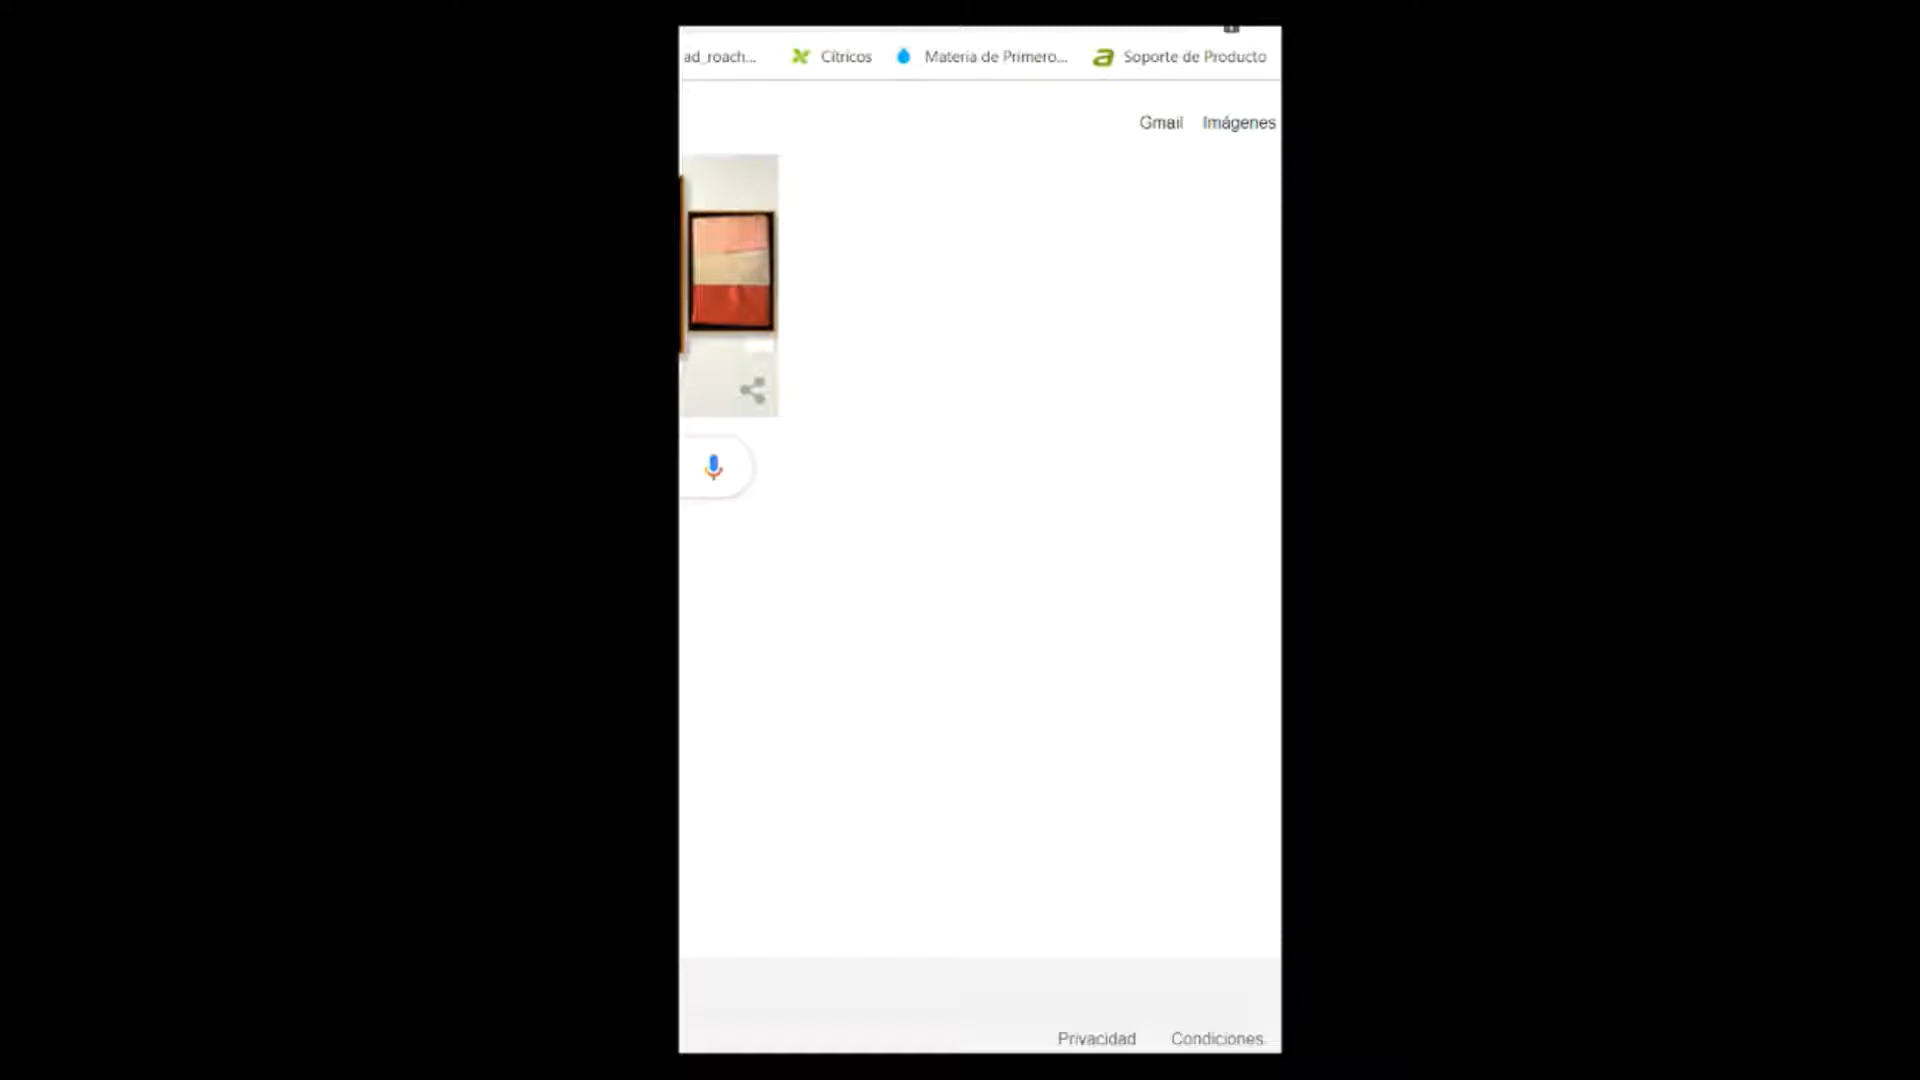 ad_roach... Cítricos Materia de Primero... Soporte de Producto
Gmail Imágenes
Privacidad Condiciones